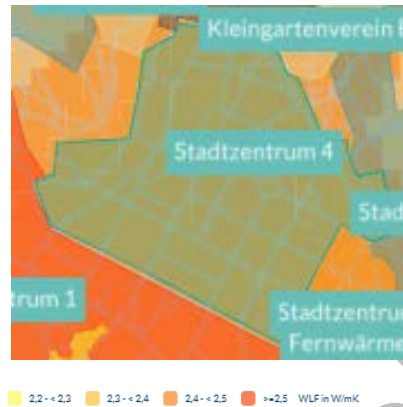 Kleingartenverein
Stadtzentrum 4
Stad
trum 1
Stadtzentru
Fernwärme
2,2 - < 2,3 2,3 - < 2,4 2,4 - < 2,5 >=2,5 WLF in W/mK